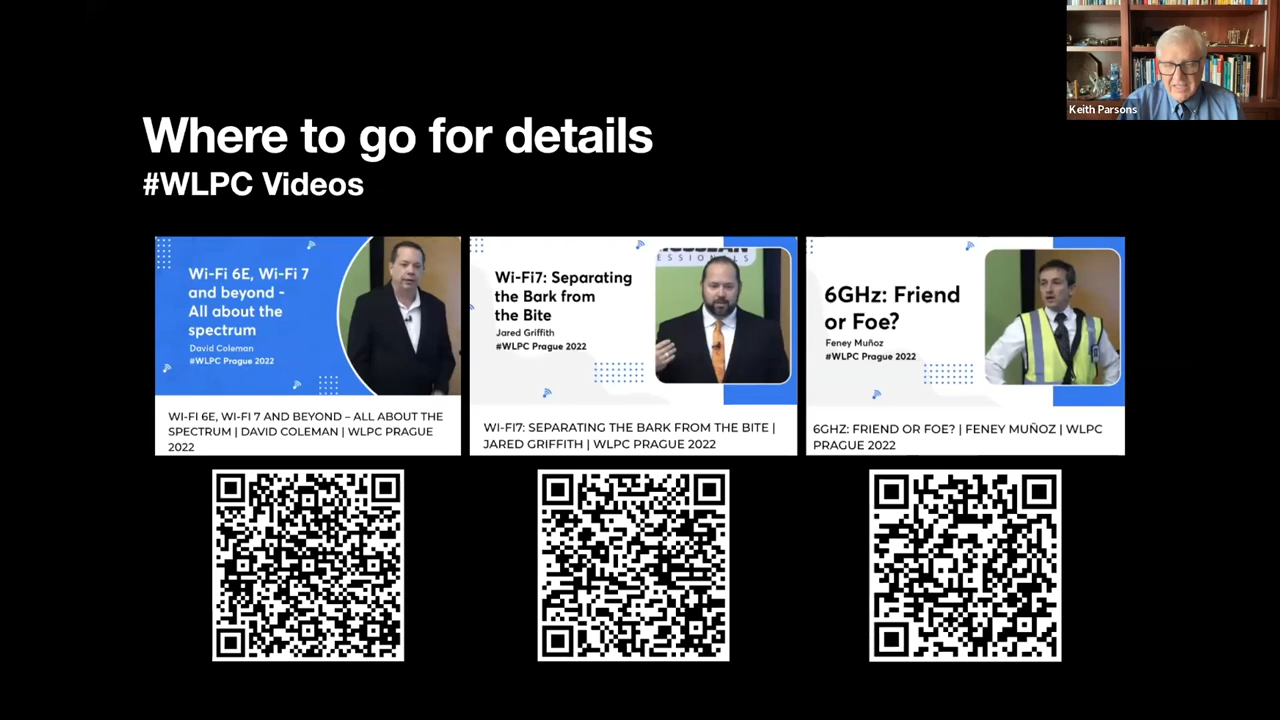 Keith Parsons
Where to go for details
#WLPC Videos
Wi-Fi 6E, Wi-Fi 7
and beyond -
All about the
spectrum
David Coleman
#WLPC Prague 2022
WI-FI 6E, WI-FI 7 AND BEYOND – ALL ABOUT THE
SPECTRUM | DAVID COLEMAN | WLPC PRAGUE
2022
Wi-Fi7: Separating
the Bark from
the Bite
Jared Griffith
#WLPC Prague 2022
WI-FI7: SEPARATING THE BARK FROM THE BITE |
JARED GRIFFITH | WLPC PRAGUE 2022
6GHz: Friend
or Foe?
Feney Muñoz
#WLPC Prague 2022
6GHZ: FRIEND OR FOE? | FENEY MUÑOZ | WLPC
PRAGUE 2022